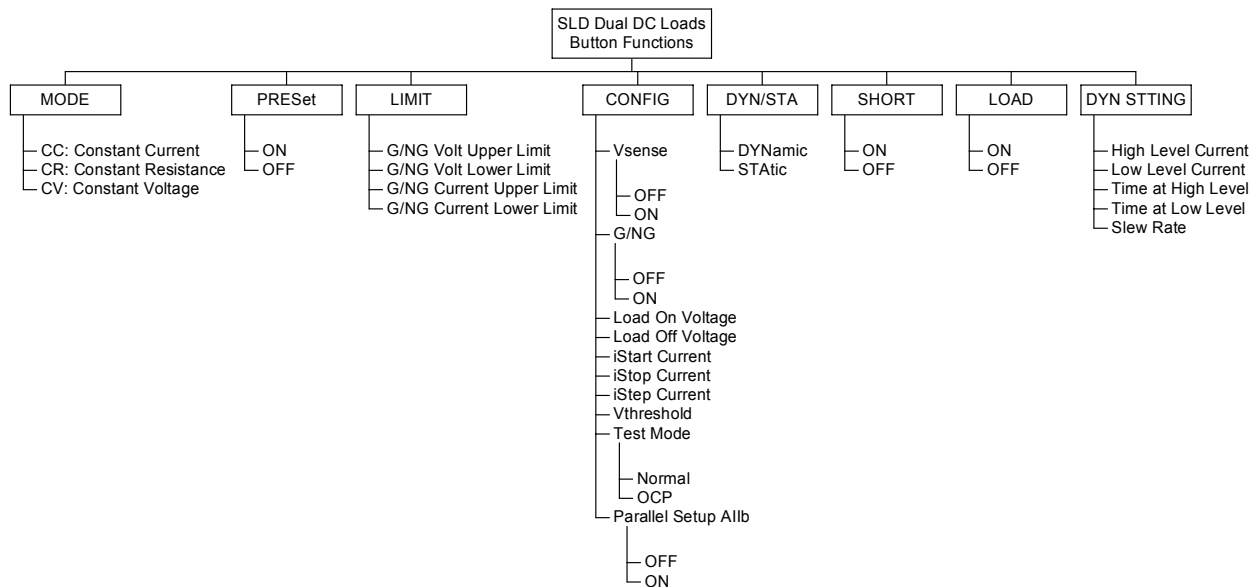 SLD Dual DC Loads
Button Functions
MODE
CC: Constant Current
CR: Constant Resistance
CV: Constant Voltage
PRESet
ON
OFF
LIMIT
G/NG Volt Upper Limit
G/NG Volt Lower Limit
G/NG Current Upper Limit
G/NG Current Lower Limit
CONFIG
Vsense
OFF
ON
G/NG
OFF
ON
Load On Voltage
Load Off Voltage
iStart Current
iStop Current
iStep Current
Vthreshold
Test Mode
Normal
OCP
Parallel Setup AIIb
OFF
ON
DYN/STA
DYNamic
STAtic
SHORT
ON
OFF
LOAD
ON
OFF
DYN STTING
High Level Current
Low Level Current
Time at High Level
Time at Low Level
Slew Rate